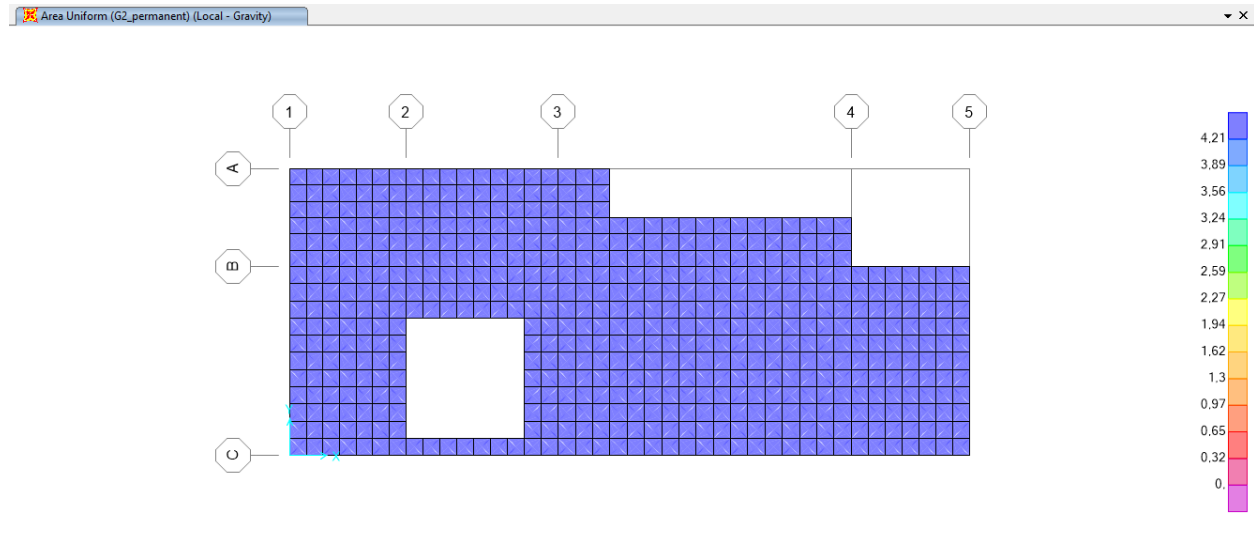 Area Uniform (G2_permanent) (Local - Gravity)
1 2 3 4 5
A
B
C
Y
X
4.21
3.89
3.56
3.24
2.91
2.59
2.27
1.94
1.62
1.3
0.97
0.65
0.32
0.